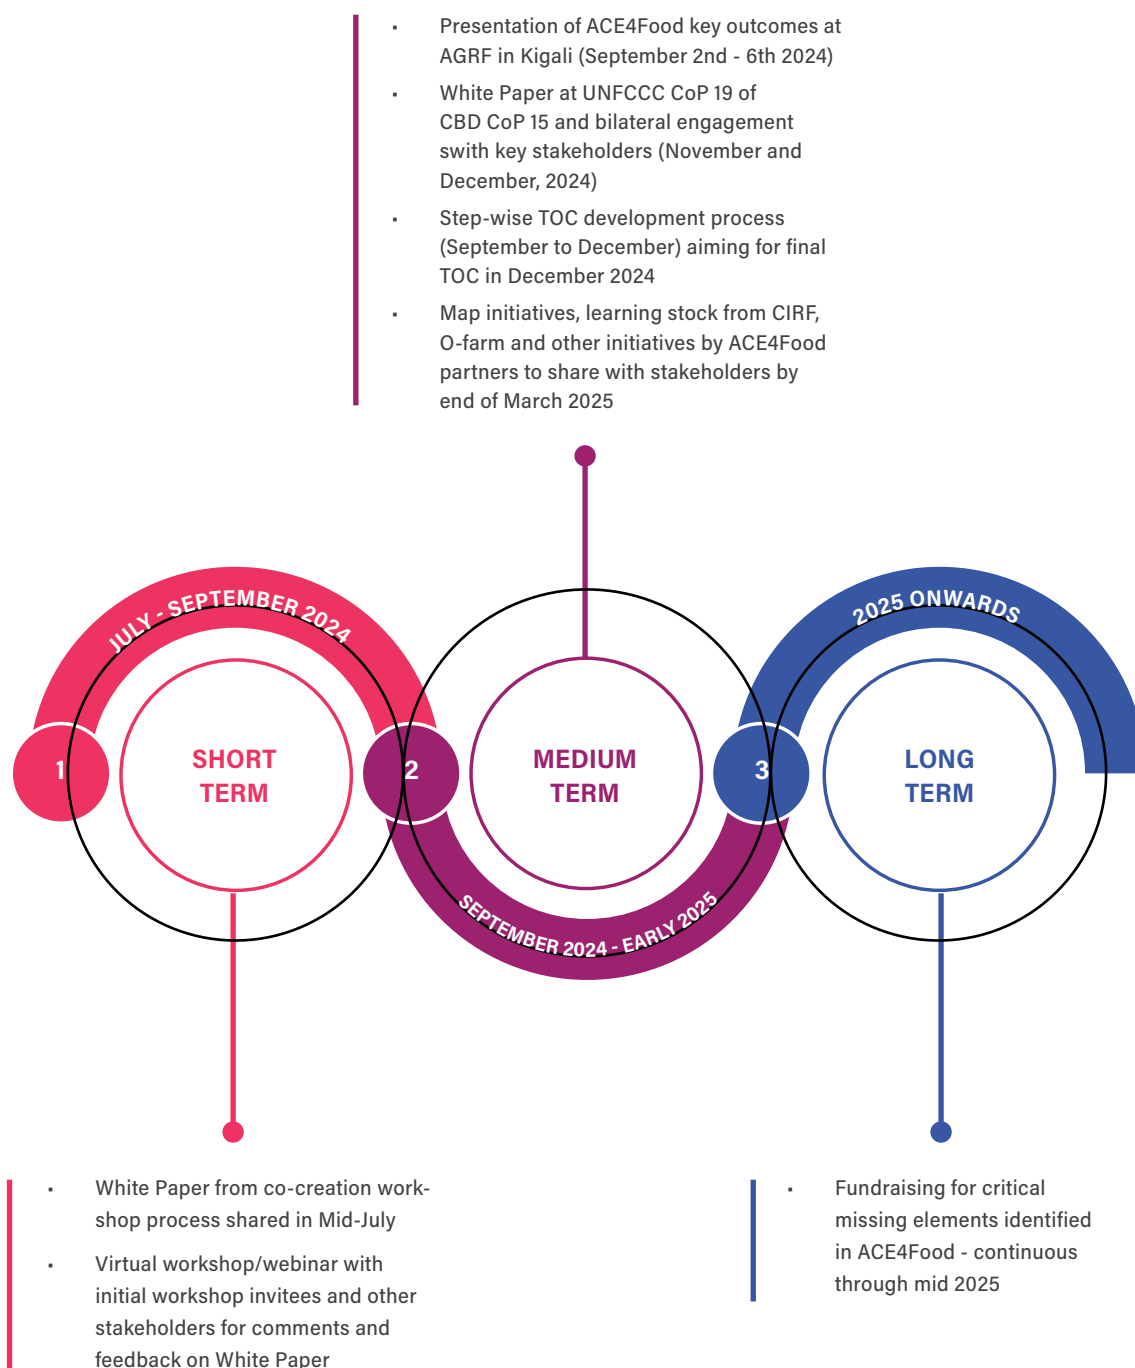 ▪ Presentation of ACE4Food key outcomes at
AGRF in Kigali (September 2nd - 6th 2024)
▪ White Paper at UNFCCC CoP 19 of
CBD CoP 15 and bilateral engagement
swith key stakeholders (November and
December, 2024)
▪ Step-wise TOC development process
(September to December) aiming for final
TOC in December 2024
▪ Map initiatives, learning stock from CIRF,
O-farm and other initiatives by ACE4Food
partners to share with stakeholders by
end of March 2025
JULY - SEPTEMBER 2024
1
SHORT
TERM
2
MEDIUM
TERM
SEPTEMBER 2024 - EARLY 2025
2025 ONWARDS
3
LONG
TERM
▪ White Paper from co-creation work-
shop process shared in Mid-July
▪ Virtual workshop/webinar with
initial workshop invitees and other
stakeholders for comments and
feedback on White Paper
▪ Fundraising for critical
missing elements identified
in ACE4Food - continuous
through mid 2025